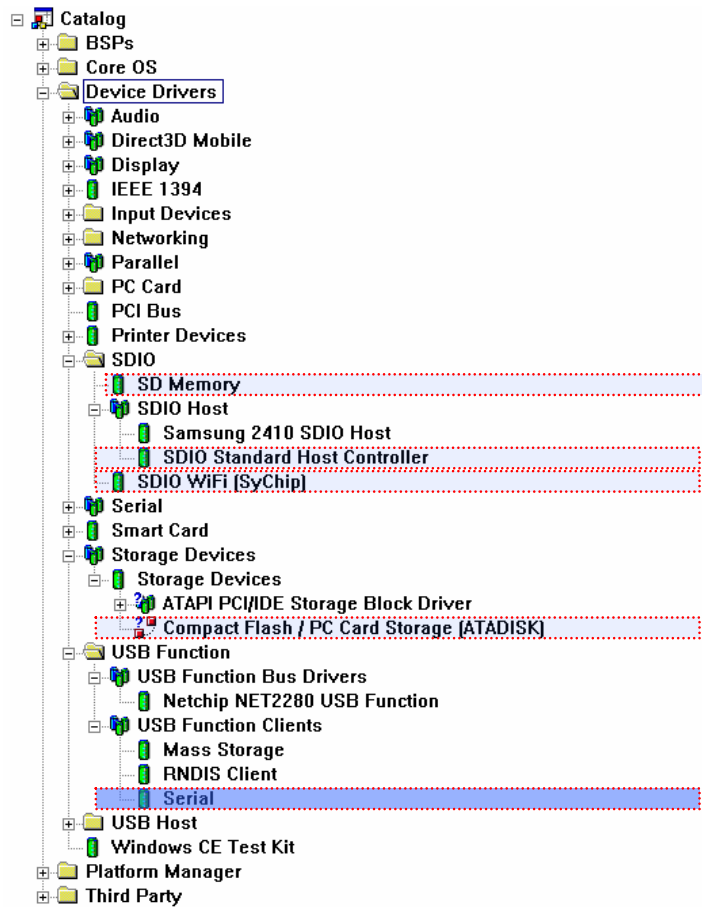 Catalog
BSPs
Core OS
Device Drivers
Audio
Direct3D Mobile
Display
IEEE 1394
Input Devices
Networking
Parallel
PC Card
PCI Bus
Printer Devices
SDIO
SD Memory
SDIO Host
Samsung 2410 SDIO Host
SDIO Standard Host Controller
SDIO WiFi (SyChip)
Serial
Smart Card
Storage Devices
Storage Devices
ATAPI PCI/IDE Storage Block Driver
Compact Flash / PC Card Storage (ATADISK)
USB Function
USB Function Bus Drivers
Netchip NET2280 USB Function
USB Function Clients
Mass Storage
RNDIS Client
Serial
USB Host
Windows CE Test Kit
Platform Manager
Third Party